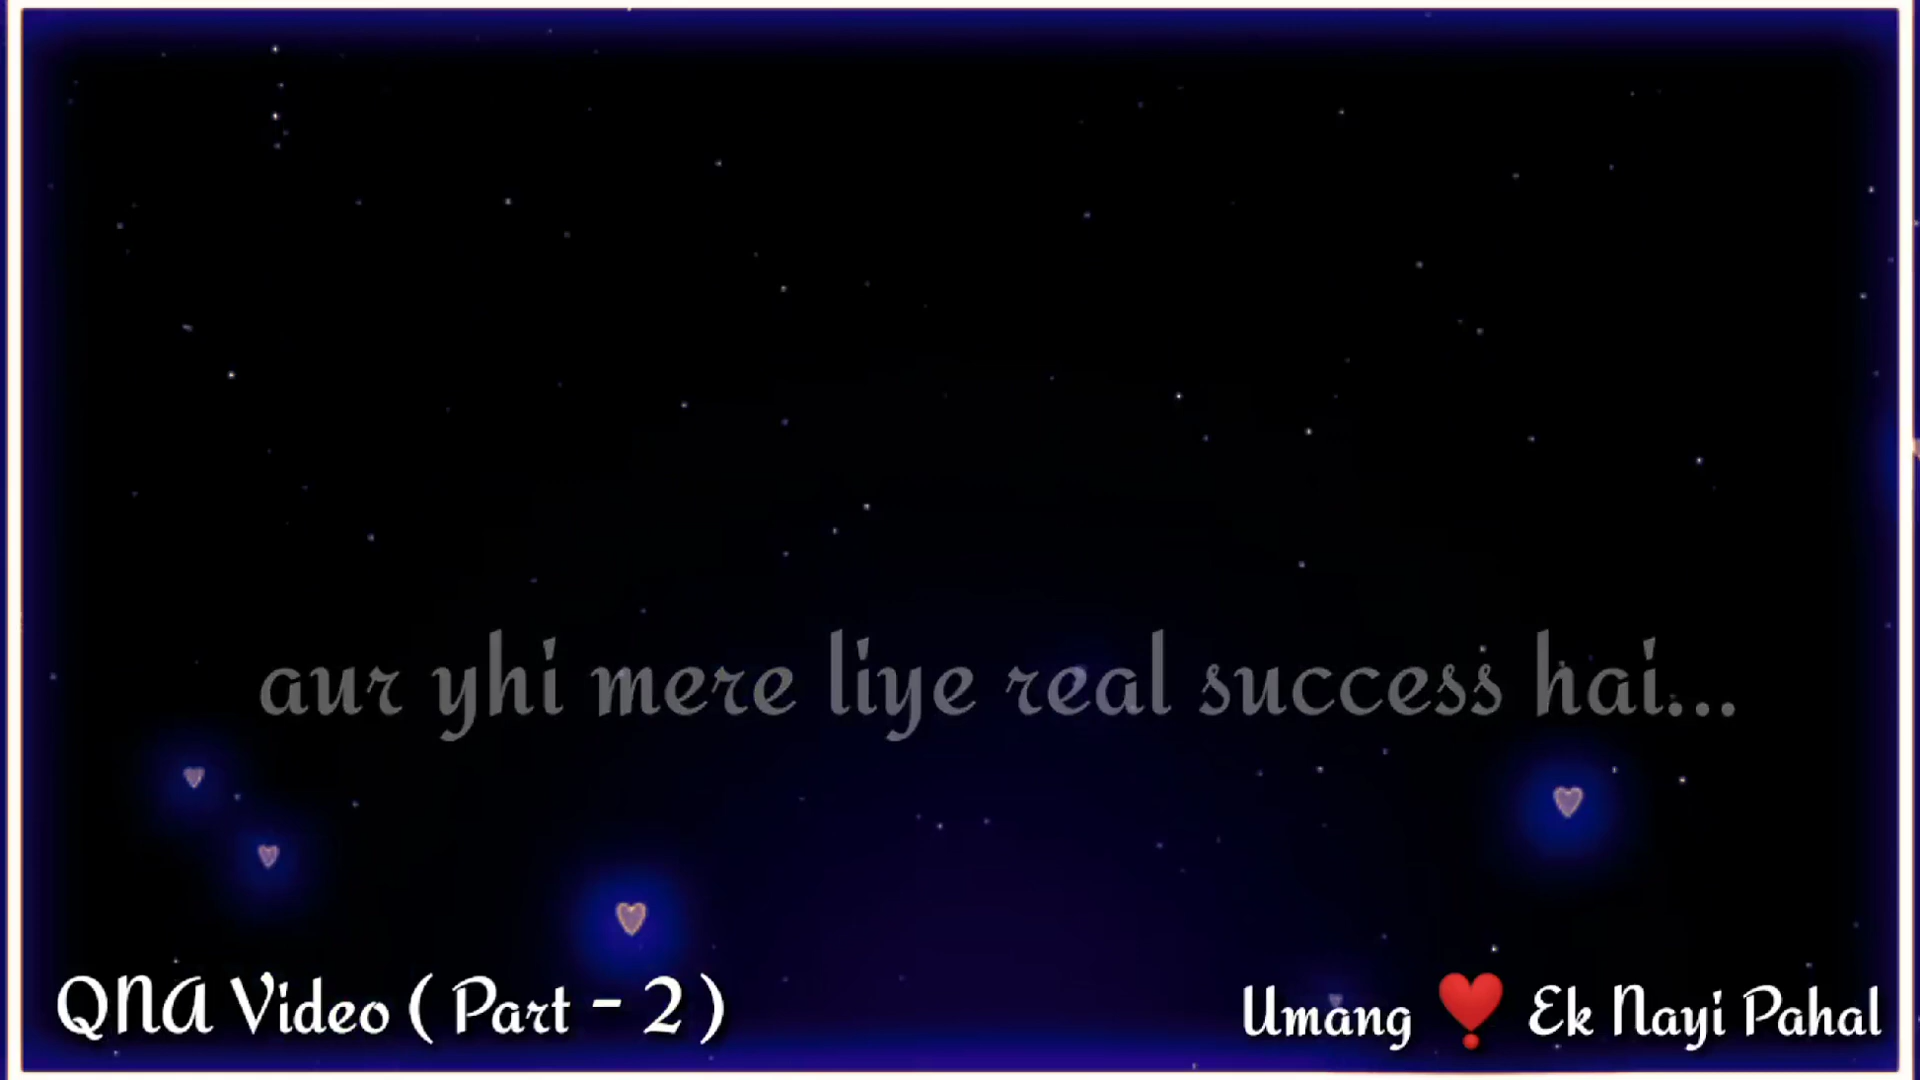 aur yhi mere liye real success hai...
QNA Video ( Part - 2 )
Umang ❣️ Ek Nayi Pahal